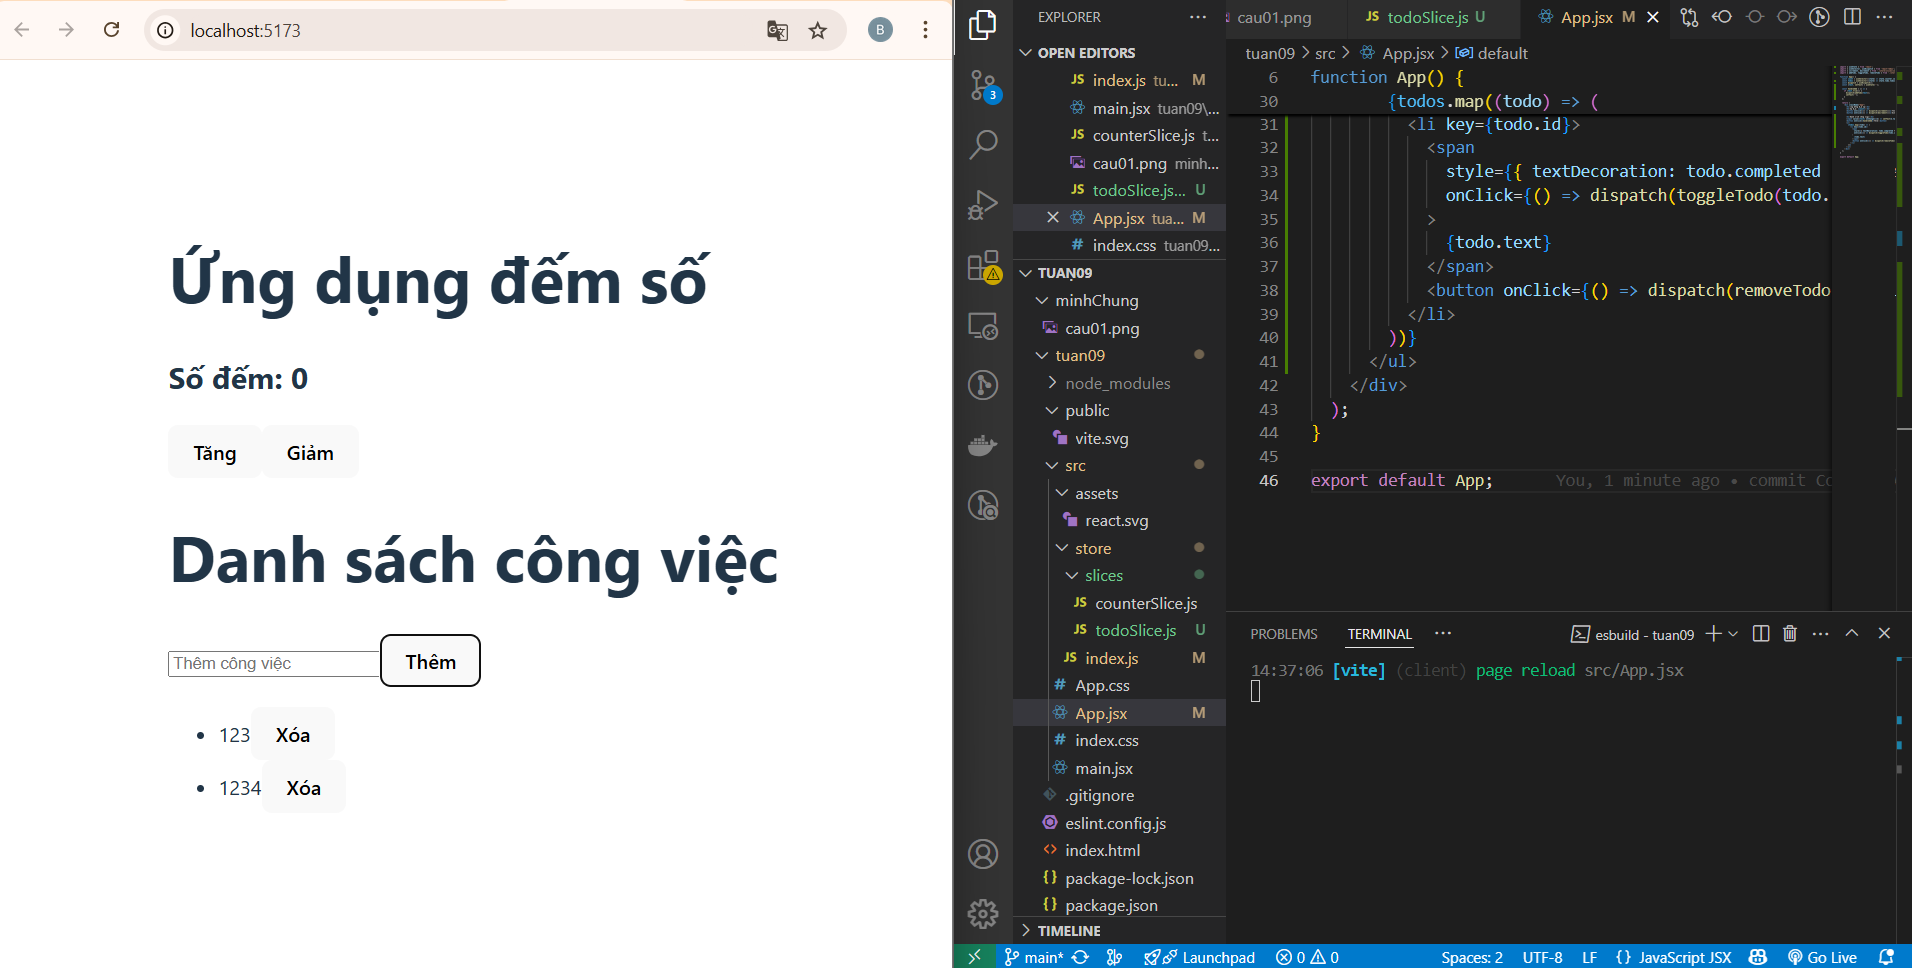 localhost:5173
B
Ứng dụng đếm số
Số đếm: 0
Tăng
Giảm
Danh sách công việc
Thêm công việc
Thêm
123
Xóa
1234
Xóa
3
EXPLORER
OPEN EDITORS
JS index.js tu... M
main.jsx tuan09\...
JS counterSlice.js t...
cau01.png minh...
JS todoSlice.js... U
App.jsx tua... M
# index.css tuan09...
TUAN09
minhChung
cau01.png
tuan09
node_modules
public
vite.svg
src
assets
react.svg
store
slices
JS counterSlice.js
JS todoSlice.js U
JS index.js M
# App.css
App.jsx M
# index.css
main.jsx
.gitignore
eslint.config.js
<> index.html
{} package-lock.json
{} package.json
TIMELINE
cau01.png
JS todoSlice.js U
App.jsx M
tuan09 > src > App.jsx > default
6 function App() {
30 {todos.map((todo) => (
31 <li key={todo.id}>
32 <span
33 style={{ textDecoration: todo.completed
34 onClick={() => dispatch(toggleTodo(todo.
35 >
36 {todo.text}
37 </span>
38 <button onClick={() => dispatch(removeTodo
39 </li>
40 ))}
41 </ul>
42 </div>
43 );
44 }
45
46 export default App; You, 1 minute ago • commit Co
PROBLEMS
TERMINAL
esbuild - tuan09
14:37:06 [vite] (client) page reload src/App.jsx
main*
Launchpad
0
0
Spaces: 2
UTF-8
LF
{} JavaScript JSX
Go Live